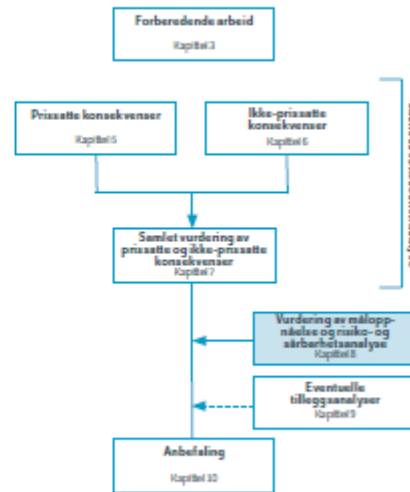 Forberedende arbeid
Kapittel 3
Prissatte konsekvenser
Kapittel 5
Ikke-prissatte
konsekvenser
Kapittel 6
Samlet vurdering av
prissatte og ikke-prissatte
konsekvenser
Kapittel 7
Vurdering av målopp-
nåelse og risiko- og
sårbarhetsanalyse
Kapittel 8
Eventuelle
tilleggsanalyser
Kapittel 9
Anbefaling
Kapittel 10